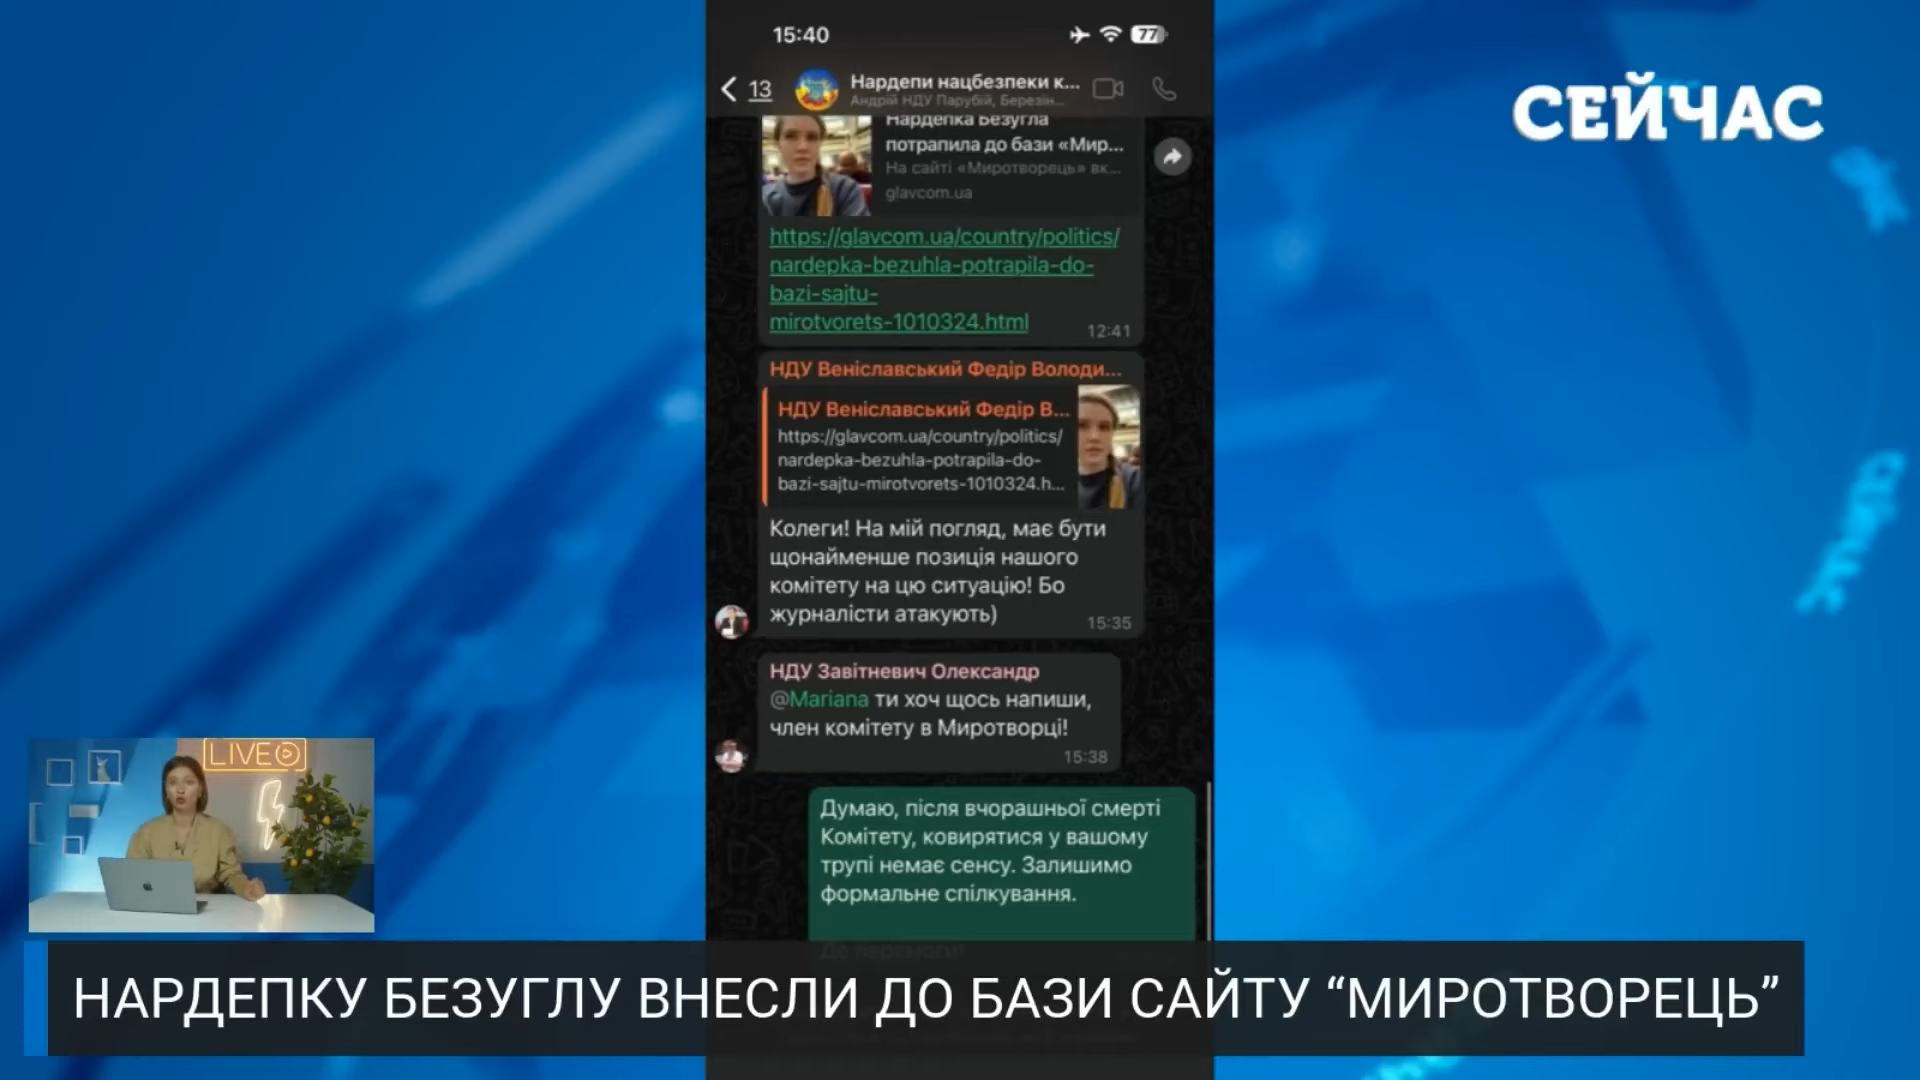 15:40
77
13
Нардепи нацбезпеки к...
Андрій НДУ Парубій, Березін...
СЕЙЧАС
Нардепка Безугла
потрапила до бази «Мир...
На сайті «Миротворець» вк...
glavcom.ua
https://glavcom.ua/country/politics/
nardepka-bezuhla-potrapila-do-
bazi-sajtu-
mirotvorets-1010324.html
12:41
НДУ Веніславський Федір Володи...
НДУ Веніславський Федір В...
https://glavcom.ua/country/politics/
nardepka-bezuhla-potrapila-do-
bazi-sajtu-mirotvorets-1010324.h...
Колеги! На мій погляд, має бути
щонайменше позиція нашого
комітету на цю ситуацію! Бо
журналісти атакують)
15:35
НДУ Завітневич Олександр
@Mariana ти хоч щось напиши,
член комітету в Миротворці!
15:38
LIVE
Думаю, після вчорашньої смерті
Комітету, ковирятися у вашому
трупі немає сенсу. Залишимо
формальне спілкування.
До перемоги!
НАРДЕПКУ БЕЗУГЛУ ВНЕСЛИ ДО БАЗИ САЙТУ “МИРОТВОРЕЦЬ”